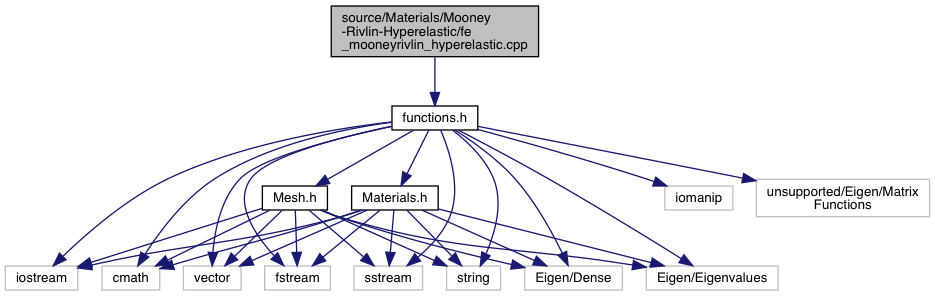 source/Materials/Mooney
-Rivlin-Hyperelastic/fe
_mooneyrivlin_hyperelastic.cpp
functions.h
Mesh.h
Materials.h
iomanip
unsupported/Eigen/Matrix
Functions
iostream
cmath
vector
fstream
sstream
string
Eigen/Dense
Eigen/Eigenvalues